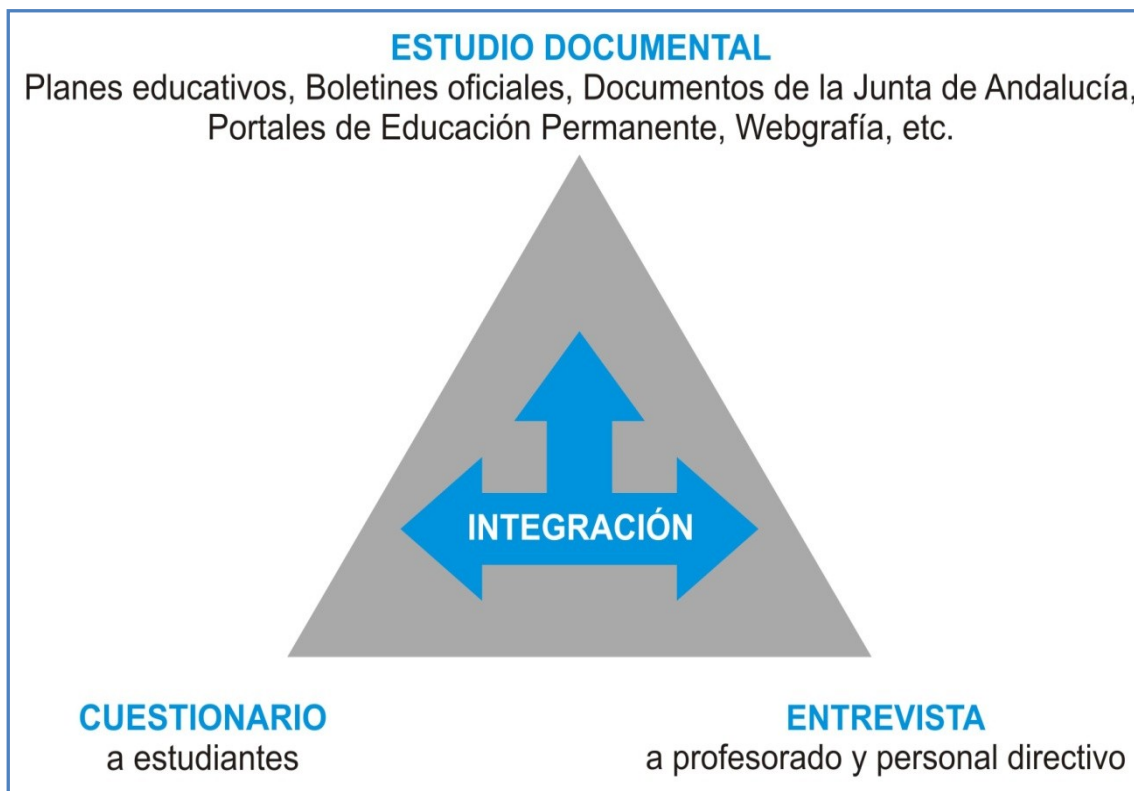 ESTUDIO DOCUMENTAL
Planes educativos, Boletines oficiales, Documentos de la Junta de Andalucía,
Portales de Educación Permanente, Webgrafía, etc.
INTEGRACIÓN
CUESTIONARIO
a estudiantes
ENTREVISTA
a profesorado y personal directivo